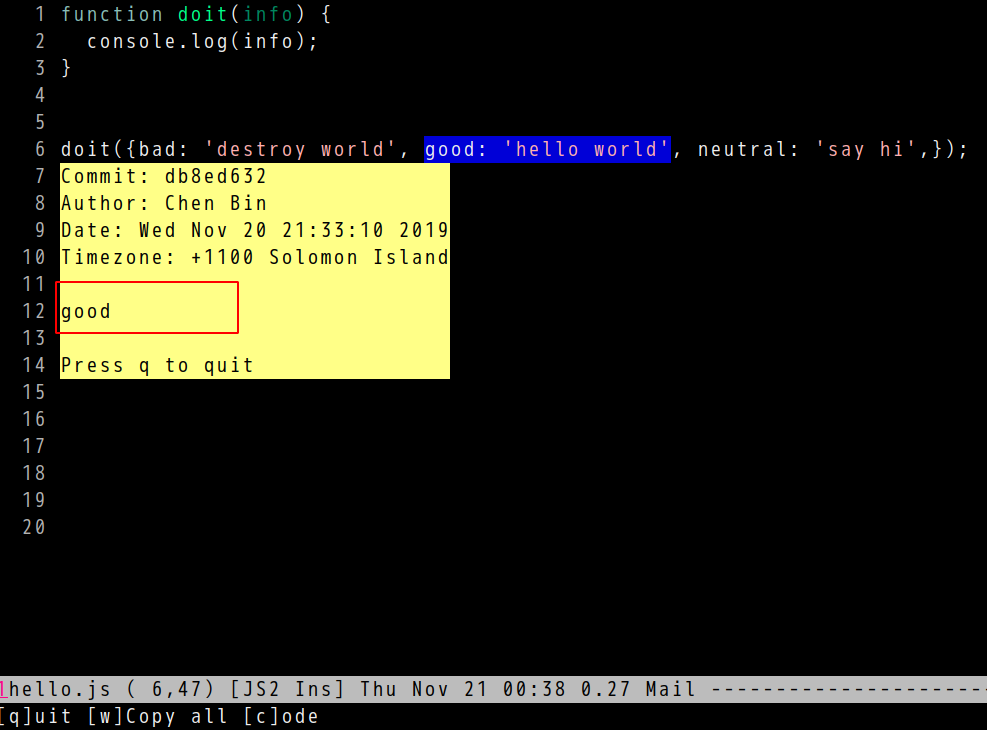 1 function doit(info) {
2   console.log(info);
3 }
4
5
6 doit({bad: 'destroy world', good: 'hello world', neutral: 'say hi',});
7 Commit: db8ed632
8 Author: Chen Bin
9 Date: Wed Nov 20 21:33:10 2019
10 Timezone: +1100 Solomon Island
11
12 good
13
14 Press q to quit
15
16
17
18
19
20
1hello.js ( 6,47) [JS2 Ins] Thu Nov 21 00:38 0.27 Mail ----------------------
[q]uit [w]Copy all [c]ode